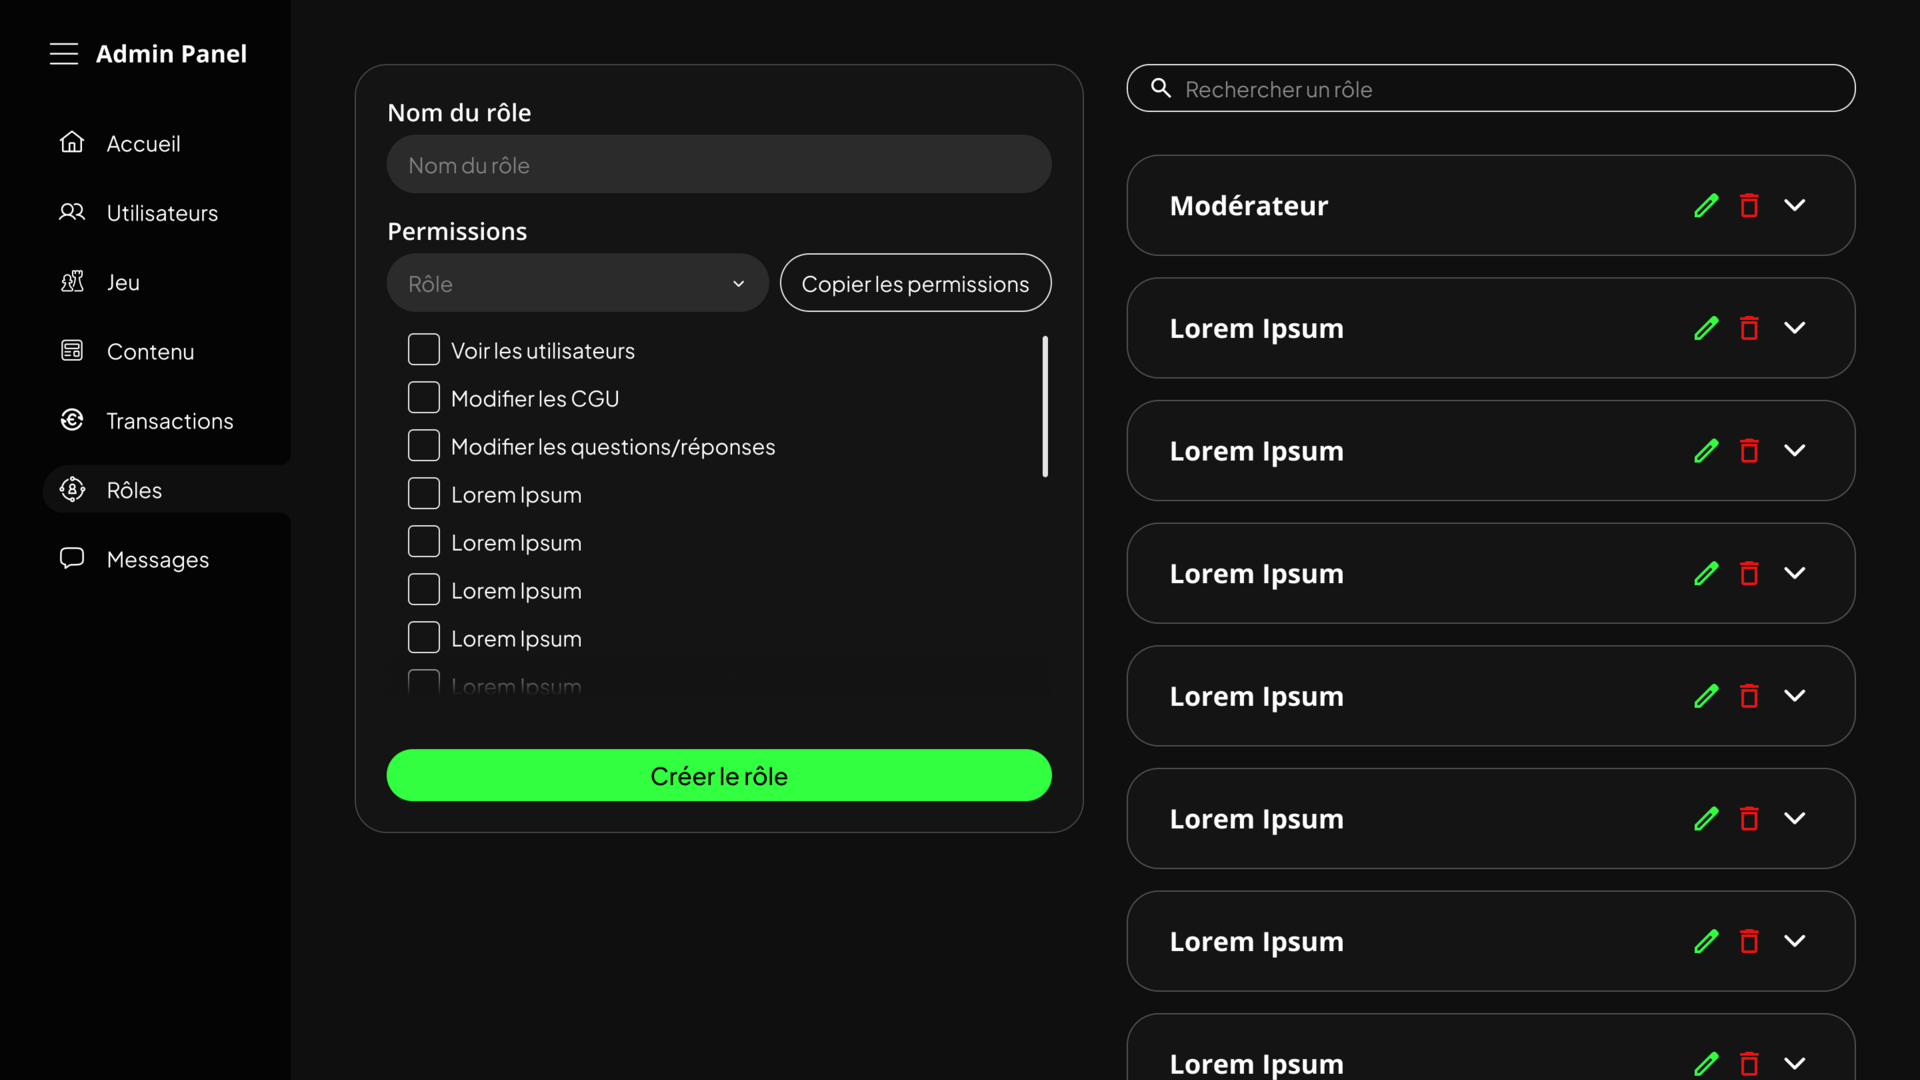 Admin Panel
Accueil
Utilisateurs
Jeu
Contenu
Transactions
Rôles
Messages
Nom du rôle
Nom du rôle
Permissions
Rôle
Copier les permissions
Voir les utilisateurs
Modifier les CGU
Modifier les questions/réponses
Lorem Ipsum
Lorem Ipsum
Lorem Ipsum
Lorem Ipsum
Lorem Ipsum
Créer le rôle
Rechercher un rôle
Modérateur
Lorem Ipsum
Lorem Ipsum
Lorem Ipsum
Lorem Ipsum
Lorem Ipsum
Lorem Ipsum
Lorem Ipsum